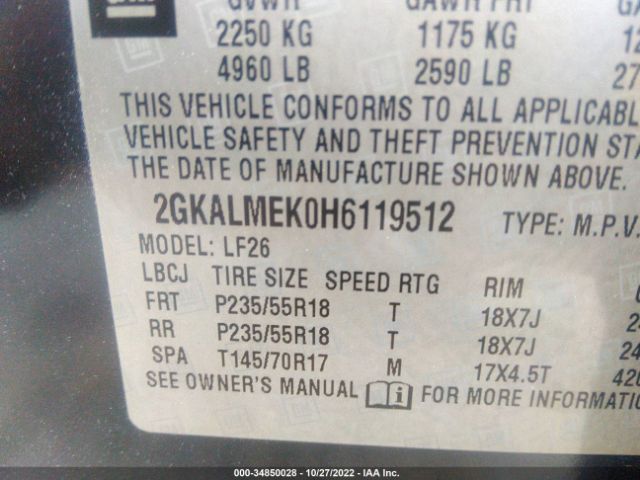 GVWR GAWR FRT
2250 KG 1175 KG
4960 LB 2590 LB
THIS VEHICLE CONFORMS TO ALL
VEHICLE SAFETY AND THEFT PREVENTION
THE DATE OF MANUFACTURE SHOWN ABOVE.
2GKALMEK0H6119512 TYPE: M.P.V.
MODEL: LF26
LBCJ TIRE SIZE SPEED RTG RIM
FRT P235/55R18 T 18X7J
RR P235/55R18 T 18X7J
SPA T145/70R17 M 17X4.5T
SEE OWNER'S MANUAL i FOR MORE
000-34850028 - 10/27/2022 - IAA Inc.